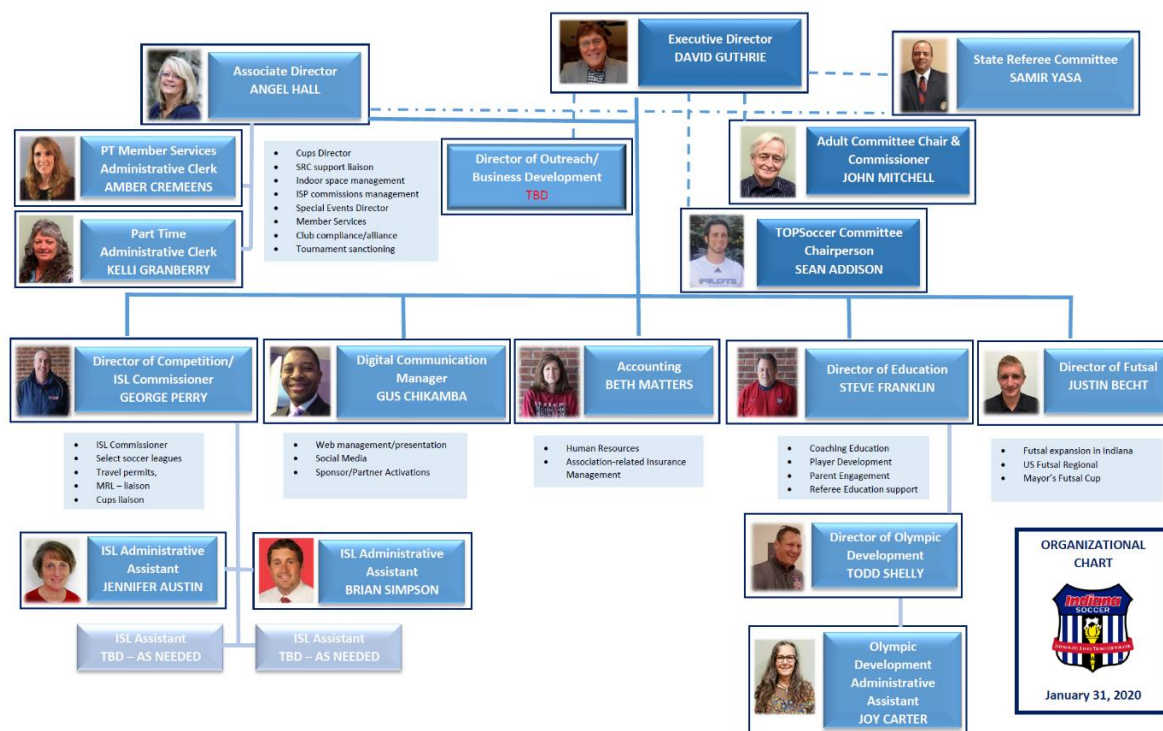 Executive Director
DAVID GUTHRIE
Associate Director
ANGEL HALL
State Referee Committee
SAMIR YASA
PT Member Services
Administrative Clerk
AMBER CREMEENS
• Cups Director
• SRC support liaison
• Indoor space management
• ISP commissions management
• Special Events Director
• Member Services
• Club compliance/alliance
• Tournament sanctioning
Director of Outreach/
Business Development
TBD
Adult Committee Chair &
Commissioner
JOHN MITCHELL
Part Time
Administrative Clerk
KELLI GRANBERRY
TOPSoccer Committee
Chairperson
SEAN ADDISON
Director of Competition/
ISL Commissioner
GEORGE PERRY
Digital Communication
Manager
GUS CHIKAMBA
Accounting
BETH MATTERS
Director of Education
STEVE FRANKLIN
Director of Futsal
JUSTIN BECHT
• ISL Commissioner
• Select soccer leagues
• Travel permits,
• MRL – liaison
• Cups liaison
• Web management/presentation
• Social Media
• Sponsor/Partner Activations
• Human Resources
• Association-related Insurance
Management
• Coaching Education
• Player Development
• Parent Engagement
• Referee Education support
• Futsal expansion in Indiana
• US Futsal Regional
• Mayor's Futsal Cup
ISL Administrative
Assistant
JENNIFER AUSTIN
ISL Administrative
Assistant
BRIAN SIMPSON
Director of Olympic
Development
TODD SHELLY
ISL Assistant
TBD – AS NEEDED
ISL Assistant
TBD – AS NEEDED
Olympic
Development
Administrative
Assistant
JOY CARTER
ORGANIZATIONAL
CHART
Indiana
SOCCER
January 31, 2020